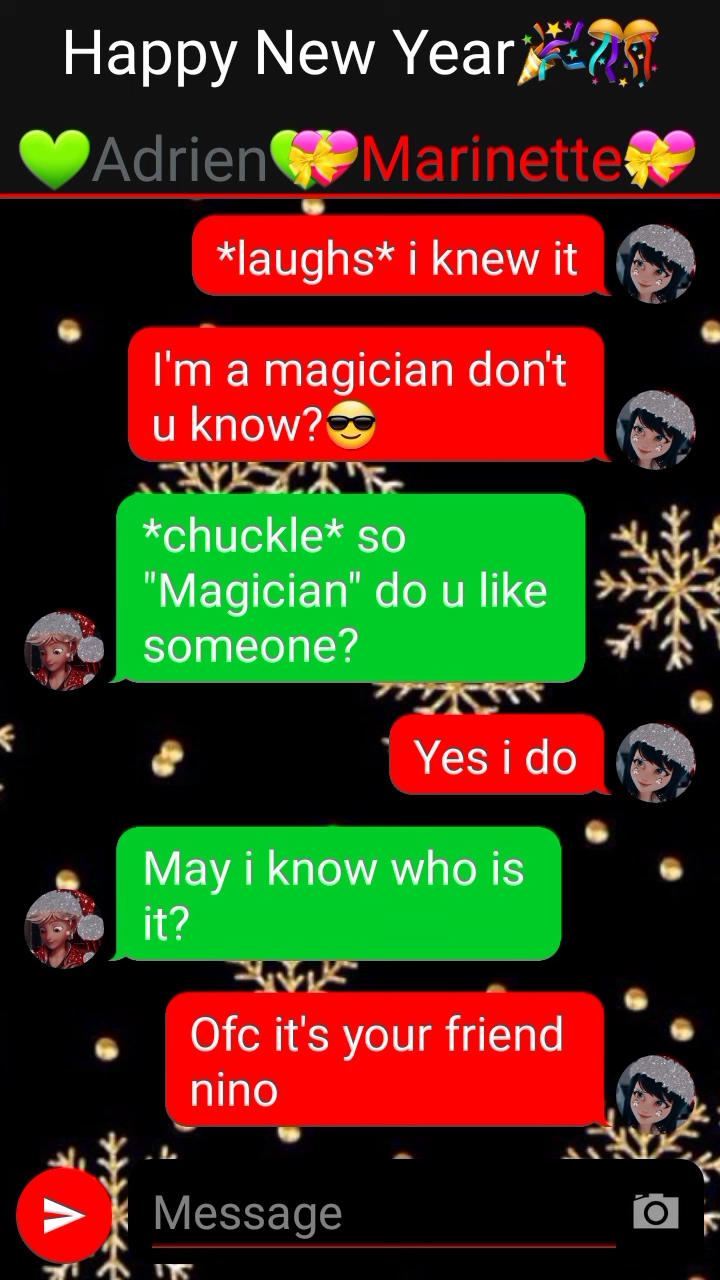 Happy New Year🎉🎊
💚Adrien💚💝Marinette💝
*laughs* i knew it
I'm a magician don't
u know?😎
*chuckle* so
"Magician" do u like
someone?
Yes i do
May i know who is
it?
Ofc it's your friend
nino
Message